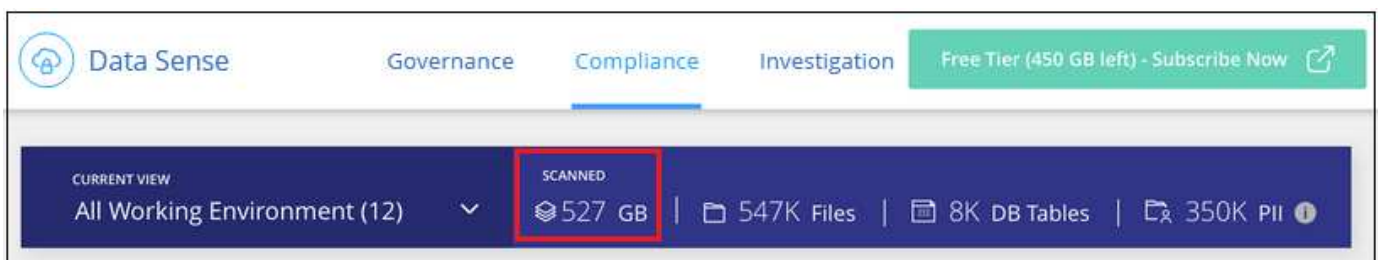 Data Sense Governance Compliance Investigation Free Tier (450 GB left) - Subscribe Now
CURRENT VIEW SCANNED
All Working Environment (12) 527 GB | 547K Files | 8K DB Tables | 350K PII i